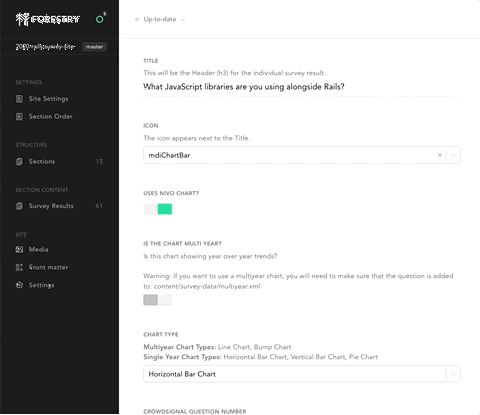 FORESTRY
5
master
SETTINGS
Site Settings
Section Order
STRUCTURE
Sections 15
SECTION CONTENT
Survey Results 61
SITE
Media
Front matter
Settings
Up-to-date
TITLE
This will be the Header (h3) for the individual survey result.
What JavaScript libraries are you using alongside Rails?
ICON
The icon appears next to the Title.
mdiChartBar
USES NIVO CHART?
IS THE CHART MULTI YEAR?
Is this chart showing year over year trends?
Warning: If you want to use a multiyear chart, you will need to make sure that the question is added
to: content/survey-data/multiyear.xml
CHART TYPE
Multiyear Chart Types: Line Chart, Bump Chart
Single Year Chart Types: Horizontal Bar Chart, Vertical Bar Chart, Pie Chart
Horizontal Bar Chart
CROWDSIGNAL QUESTION NUMBER